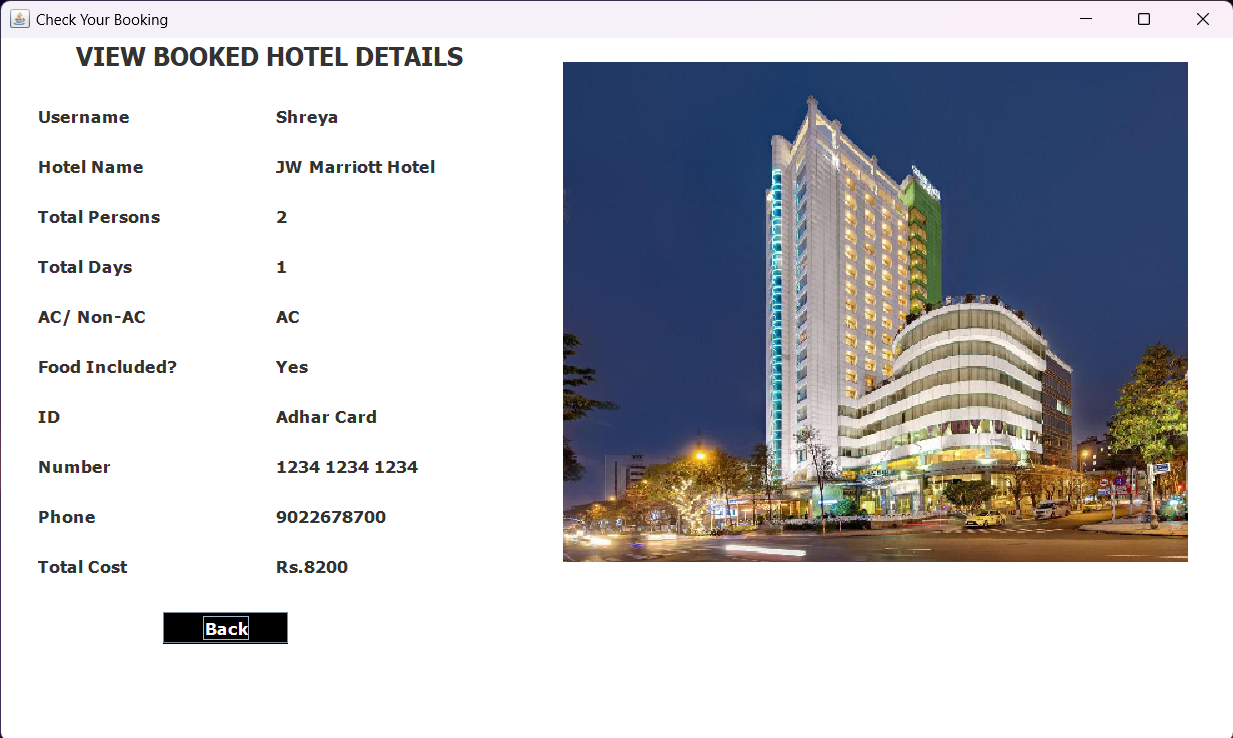 Check Your Booking
VIEW BOOKED HOTEL DETAILS
Username Shreya
Hotel Name JW Marriott Hotel
Total Persons 2
Total Days 1
AC/ Non-AC AC
Food Included? Yes
ID Adhar Card
Number 1234 1234 1234
Phone 9022678700
Total Cost Rs.8200
Back